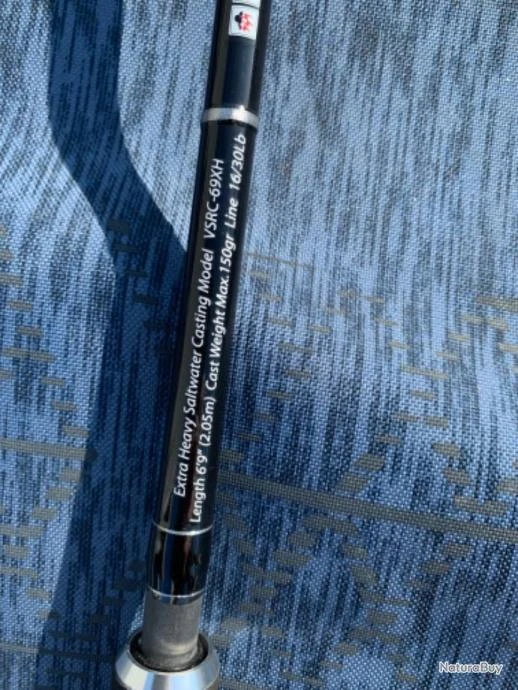 Extra Heavy Saltwater Casting Model VSRC-69XH
Length 6'9" (2.05m) Cast Weight Max.150gr Line 16/30Lb
NaturaBuy